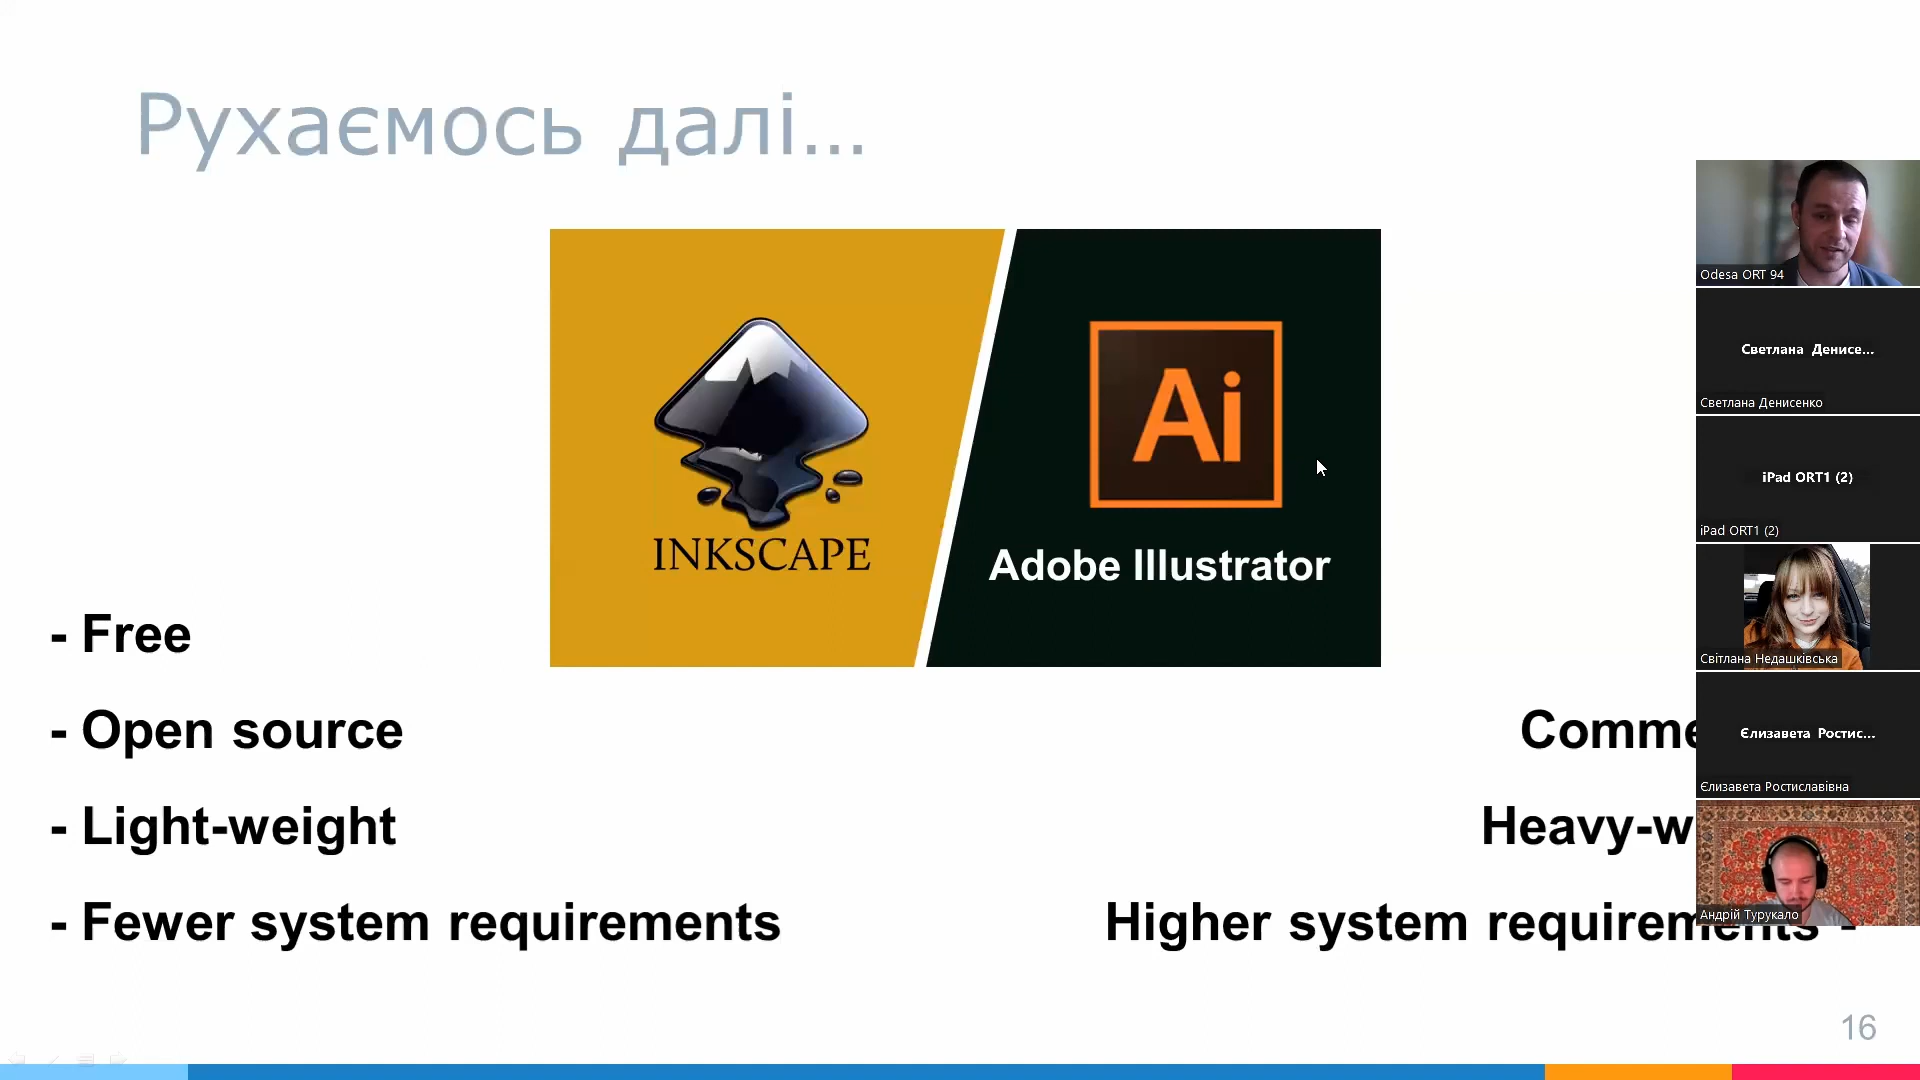 Рухаємось далі...
INKSCAPE
Ai
Adobe Illustrator
- Free
- Open source
- Light-weight
- Fewer system requirements
Higher system requirements -
16
Odesa ORT 94
Светлана Денисе...
Светлана Денисенко
iPad ORT1 (2)
iPad ORT1 (2)
Світлана Недашківська
Єлизавета Ростис...
Єлизавета Ростиславівна
Андрій Турукало